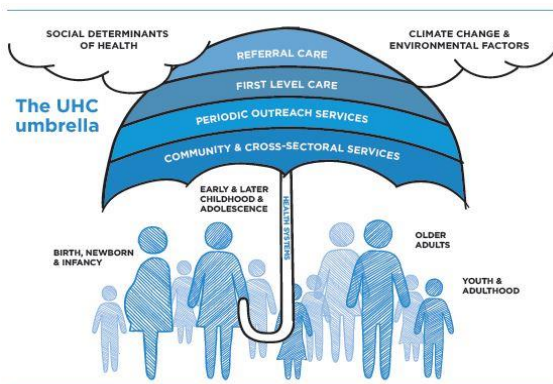 SOCIAL DETERMINANTS
OF HEALTH
CLIMATE CHANGE &
ENVIRONMENTAL FACTORS
The UHC
umbrella
REFERRAL CARE
FIRST LEVEL CARE
PERIODIC OUTREACH SERVICES
COMMUNITY & CROSS-SECTORAL SERVICES
HEALTH SYSTEMS
EARLY & LATER
CHILDHOOD &
ADOLESCENCE
BIRTH, NEWBORN
& INFANCY
OLDER
ADULTS
YOUTH &
ADULTHOOD